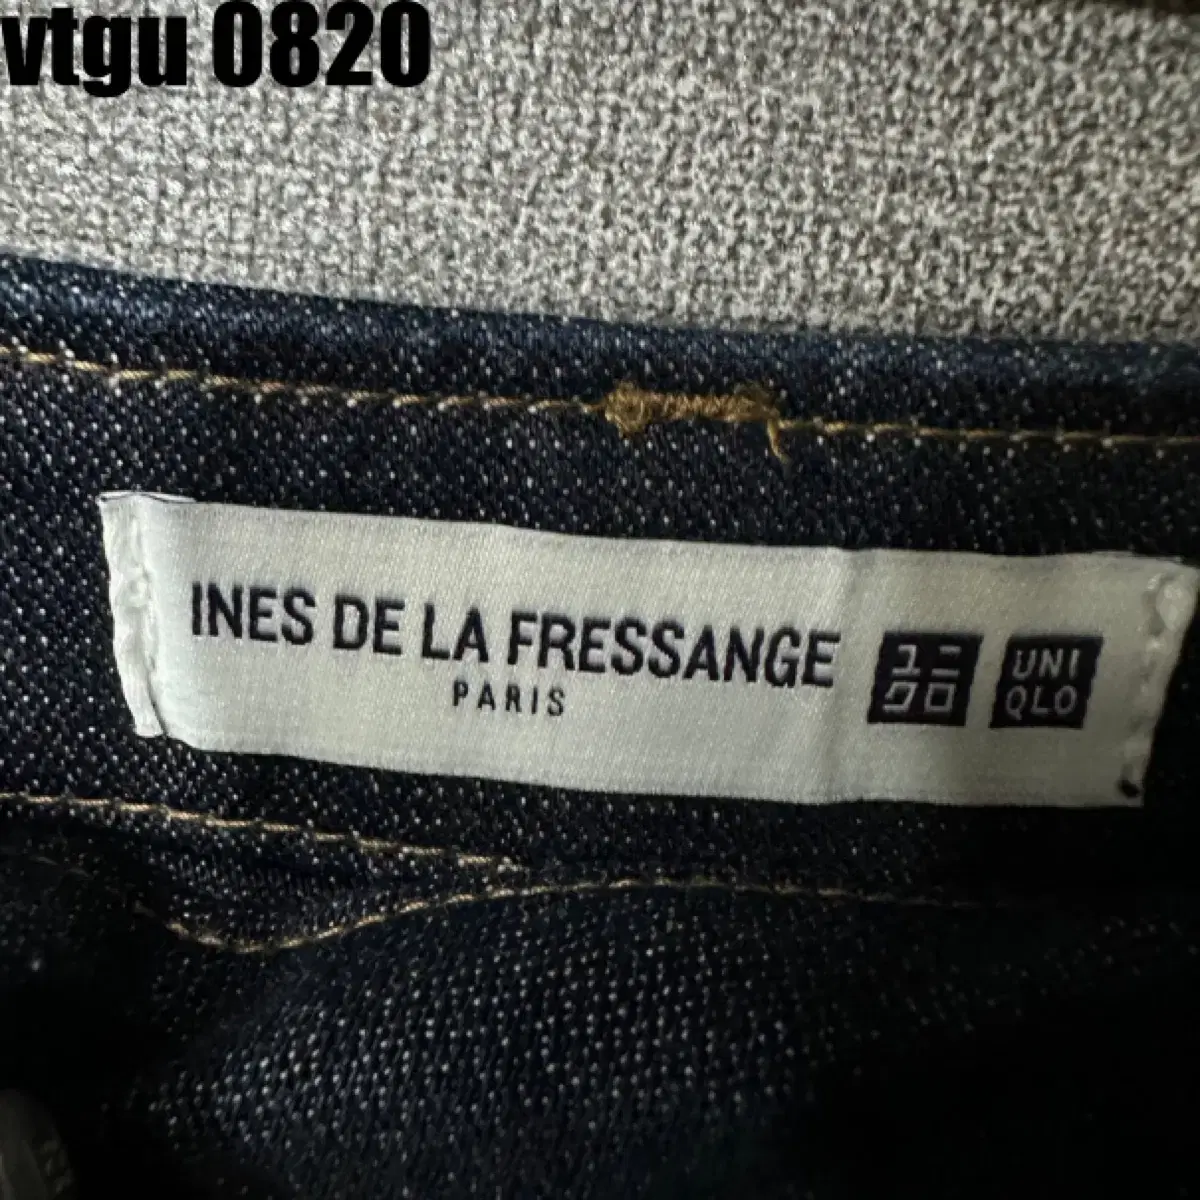 vtgu 0820
INES DE LA FRESSANGE
PARIS
ユニ
クロ
UNI
QLO